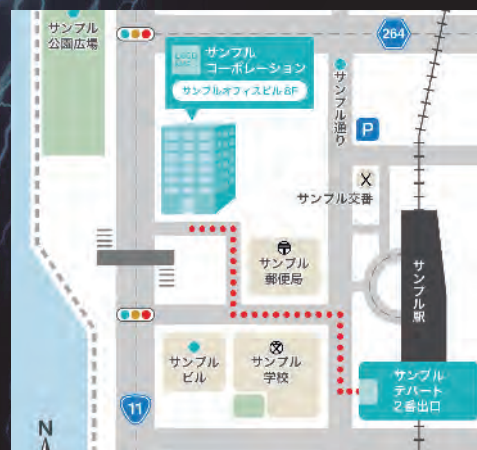 サンプル
公園広場
264
サンプル
コーポレーション
サンプルオフィスビル 8F
サンプル通り
P
サンプル交番
サンプル駅
サンプル
郵便局
サンプル
ビル
サンプル
学校
サンプル
デパート
2番出口
11
N